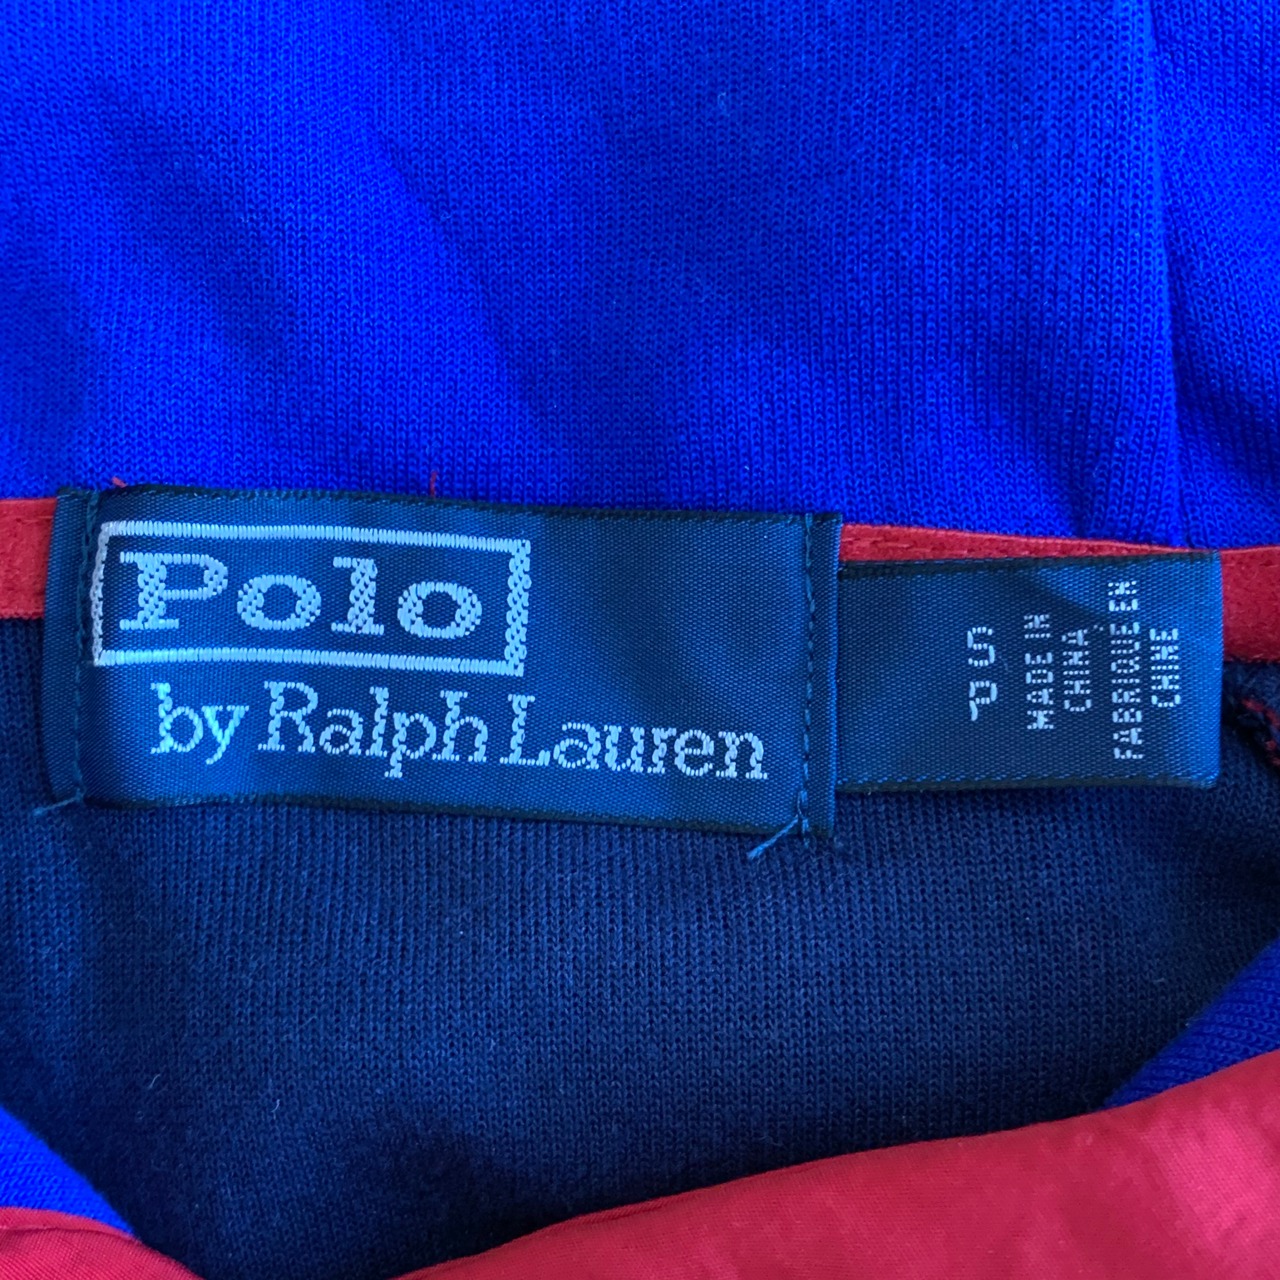 Polo
by Ralph Lauren
S
P
MADE IN
CHINA
FABRIQUE EN
CHINE